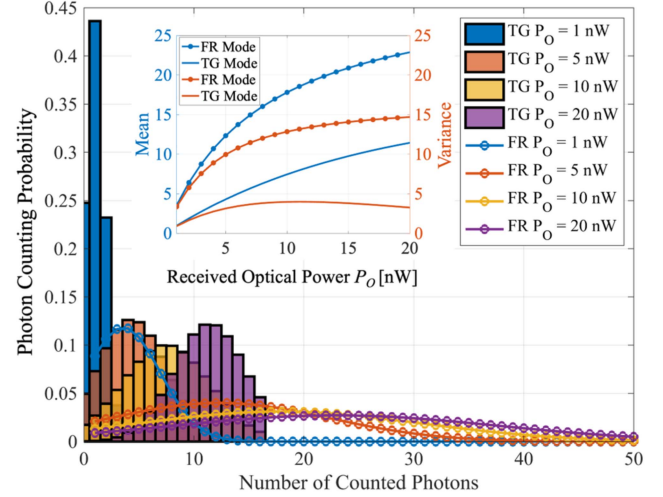 0.45
0.4
0.35
0.3
0.25
0.2
0.15
0.1
0.05
0
Photon Counting Probability
0 10 20 30 40 50
Number of Counted Photons
25
20
15
10
5
0
Mean
FR Mode
TG Mode
FR Mode
TG Mode
25
20
15
10
5
0
Variance
5 10 15 20
Received Optical Power P_O [nW]
TG P_O = 1 nW
TG P_O = 5 nW
TG P_O = 10 nW
TG P_O = 20 nW
FR P_O = 1 nW
FR P_O = 5 nW
FR P_O = 10 nW
FR P_O = 20 nW